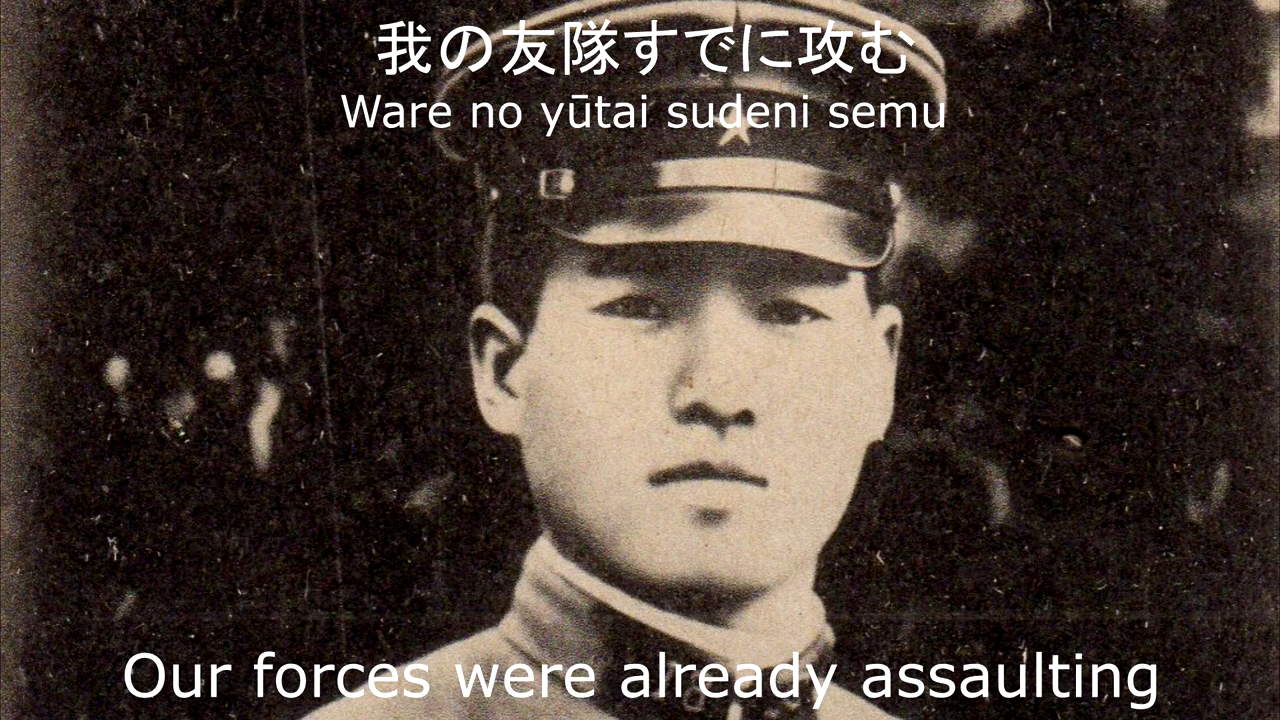 我の友隊すでに攻む
Ware no yūtai sudeni semu
Our forces were already assaulting